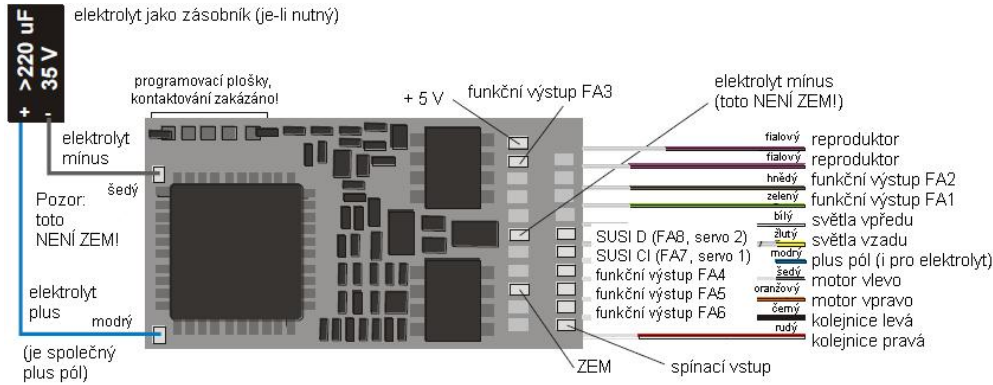 elektrolyt jako zásobník (je-li nutný)
+ >220 uF
- 35 V
programovací plošky,
kontaktování zakázáno!
+ 5 V
funkční výstup FA3
elektrolyt mínus
(toto NENÍ ZEM!)
elektrolyt
mínus
šedý
Pozor:
toto
NENÍ ZEM!
elektrolyt
plus
modrý
(je společný
plus pól)
fialový reproduktor
fialový reproduktor
hnědý funkční výstup FA2
zelený funkční výstup FA1
bílý světla vpředu
žlutý světla vzadu
modrý plus pól (i pro elektrolyt)
šedý motor vlevo
oranžový motor vpravo
černý kolejnice levá
rudý kolejnice pravá
SUSI D (FA8, servo 2)
SUSI Cl (FA7, servo 1)
funkční výstup FA4
funkční výstup FA5
funkční výstup FA6
ZEM
spínací vstup